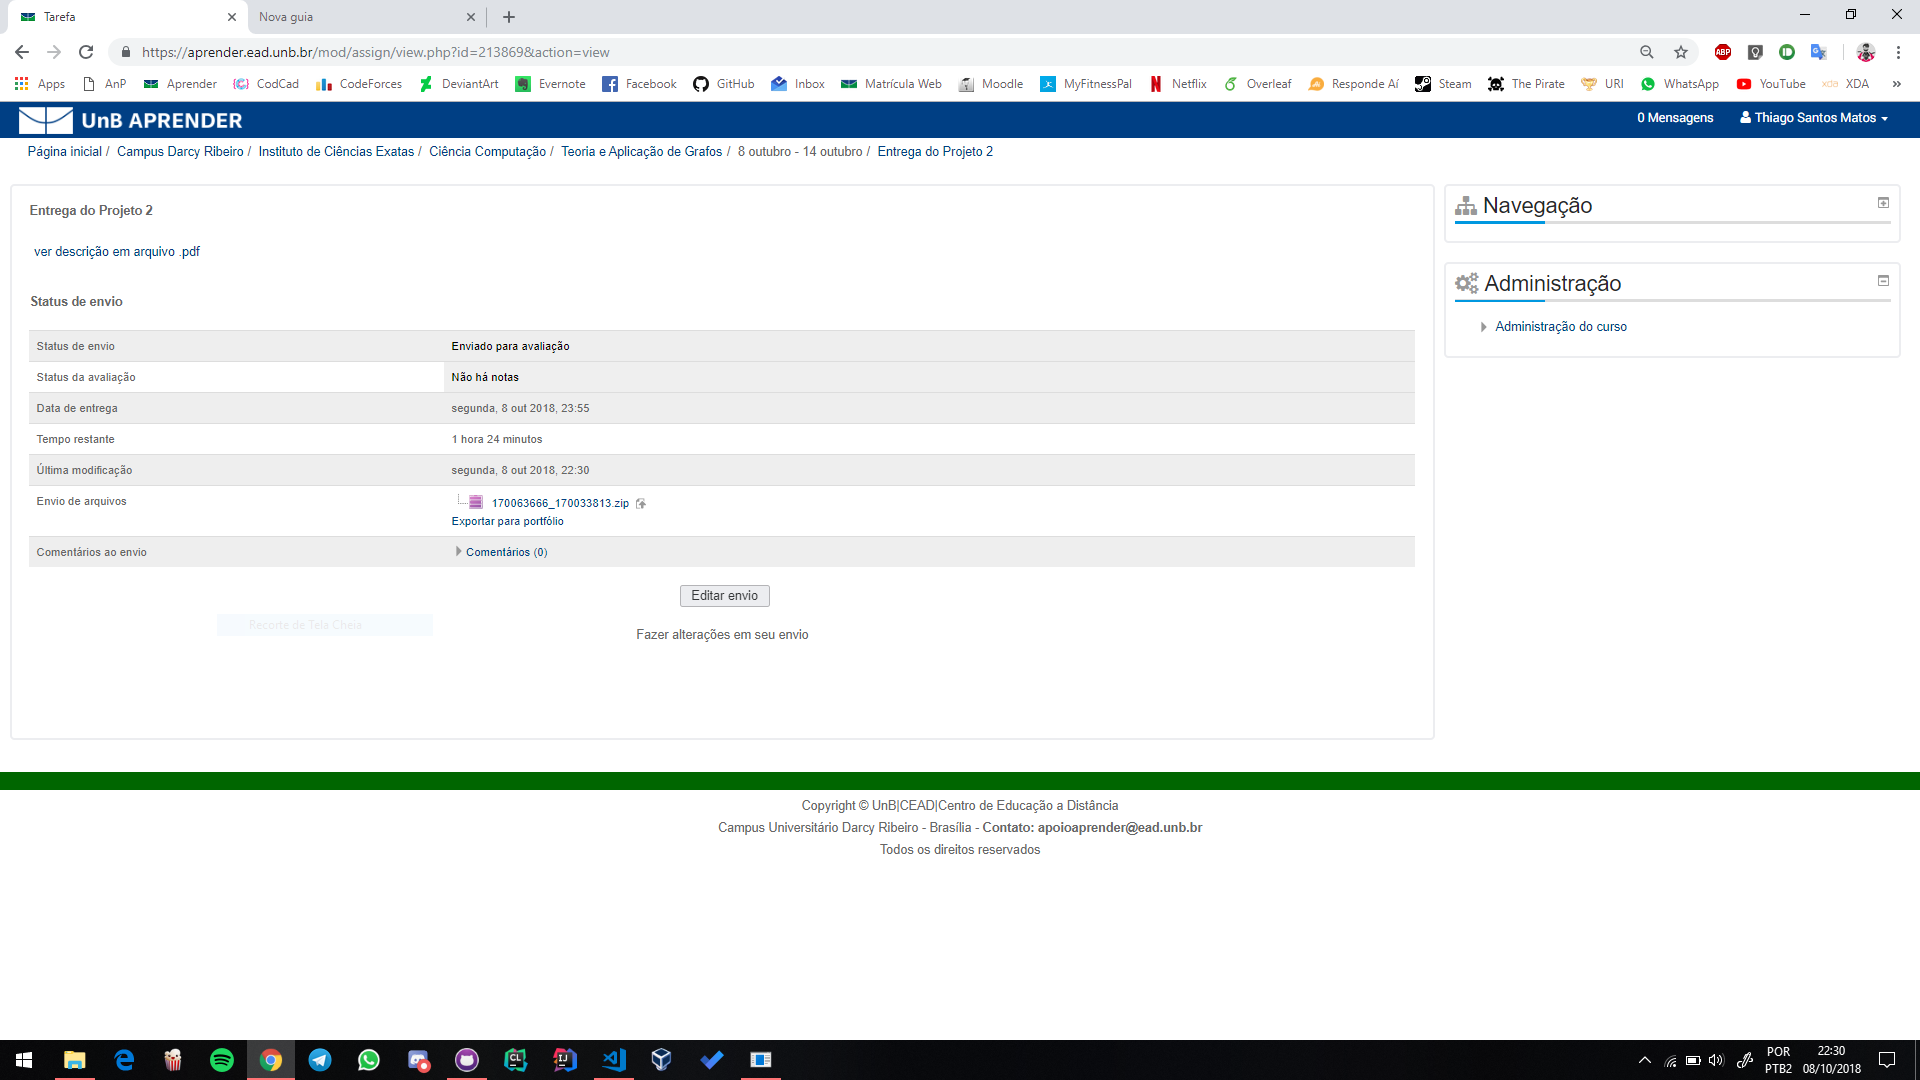 Tarefa
Nova guia
https://aprender.ead.unb.br/mod/assign/view.php?id=213869&action=view
ABP
Apps AnP Aprender CodCad CodeForces DeviantArt Evernote Facebook GitHub Inbox Matrícula Web Moodle MyFitnessPal Netflix Overleaf Responde Aí Steam The Pirate URI WhatsApp YouTube xda XDA »
UnB APRENDER
0 Mensagens Thiago Santos Matos
Página inicial / Campus Darcy Ribeiro / Instituto de Ciências Exatas / Ciência Computação / Teoria e Aplicação de Grafos / 8 outubro - 14 outubro / Entrega do Projeto 2
Entrega do Projeto 2
ver descrição em arquivo .pdf
Status de envio
Status de envio Enviado para avaliação
Status da avaliação Não há notas
Data de entrega segunda, 8 out 2018, 23:55
Tempo restante 1 hora 24 minutos
Última modificação segunda, 8 out 2018, 22:30
Envio de arquivos 170063666_170033813.zip
Exportar para portfólio
Comentários ao envio Comentários (0)
Editar envio
Recorte de Tela Cheia
Fazer alterações em seu envio
Navegação
Administração
Administração do curso
Copyright © UnB|CEAD|Centro de Educação a Distância
Campus Universitário Darcy Ribeiro - Brasília - Contato: apoioaprender@ead.unb.br
Todos os direitos reservados
CL
IJ
POR
PTB2
22:30
08/10/2018